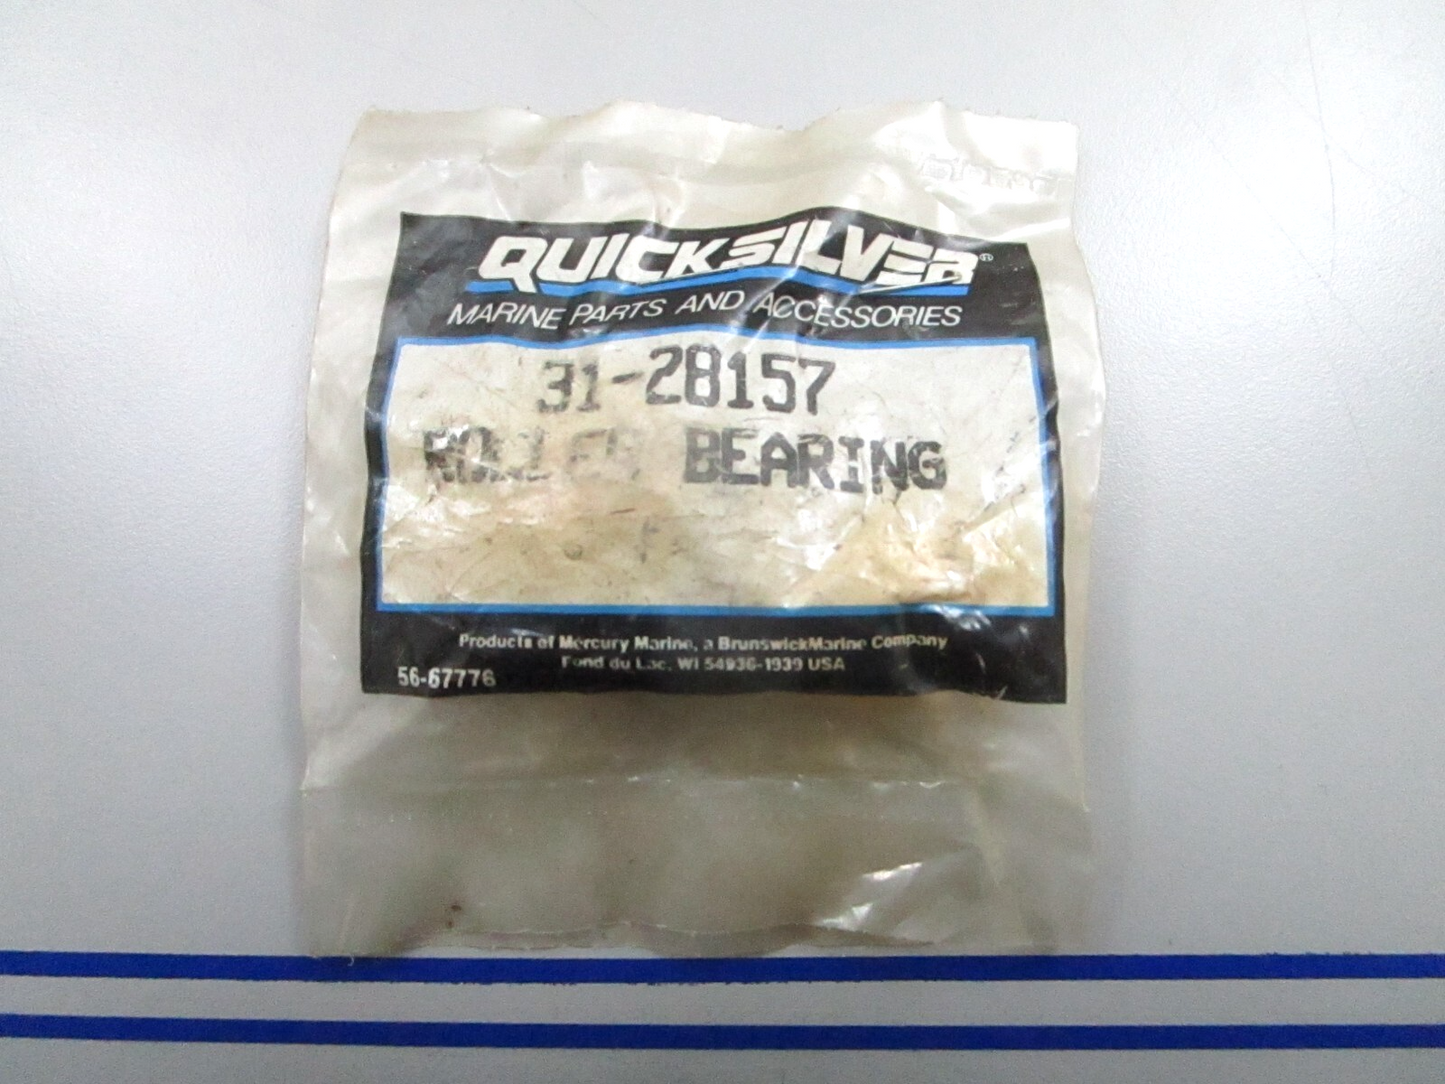 QUICKSILVER®
MARINE PARTS AND ACCESSORIES
31-28157
ROLLER BEARING
Products of Mercury Marine, a BrunswickMarine Company
Fond du Lac, WI 54936-1939 USA
56-67776